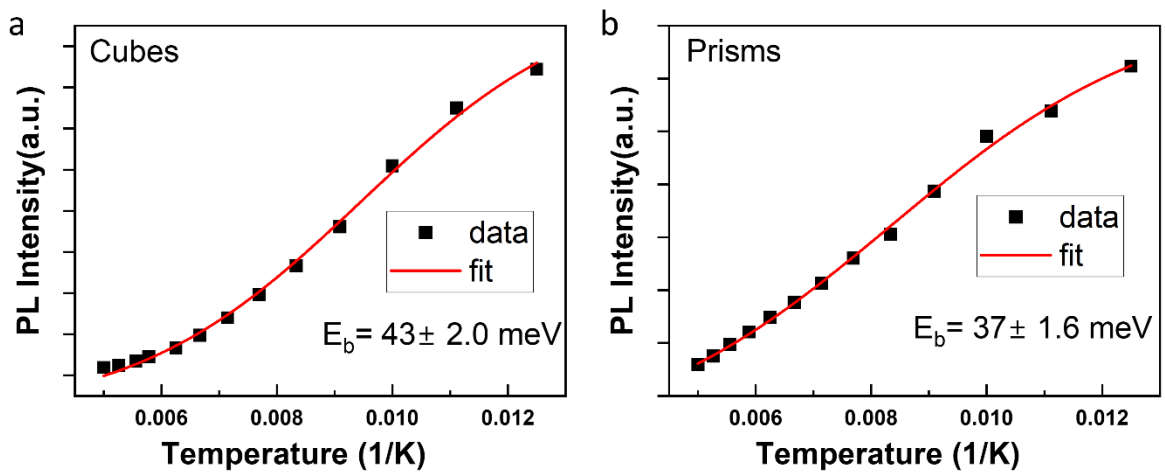 a
Cubes
PL Intensity(a.u.)
data
fit
E_b= 43± 2.0 meV
0.006 0.008 0.010 0.012
Temperature (1/K)
b
Prisms
PL Intensity(a.u.)
data
fit
E_b= 37± 1.6 meV
0.006 0.008 0.010 0.012
Temperature (1/K)